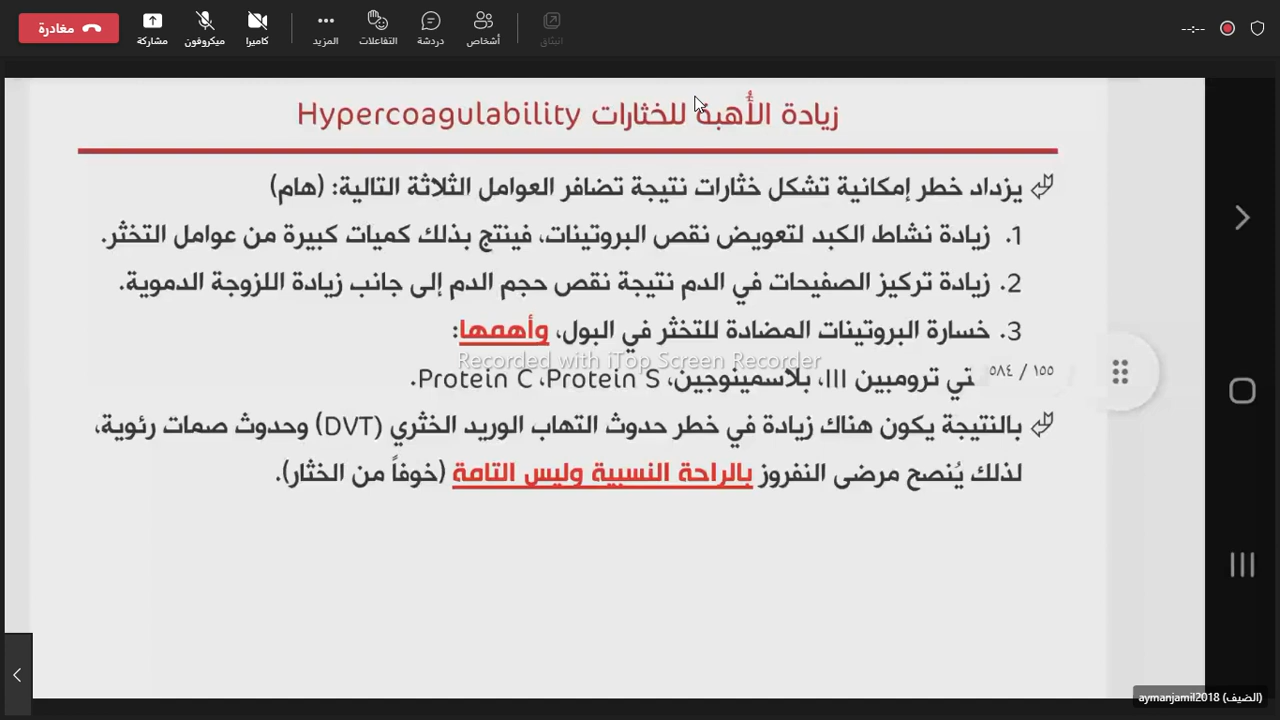 مغادرة
مشاركة
ميكروفون
كاميرا
المزيد
التفاعلات
دردشة
أشخاص
انبثاق
--:--
زيادة الأُهبة للخثارات Hypercoagulability
يزداد خطر إمكانية تشكل خثارات نتيجة تضافر العوامل الثلاثة التالية: (هام)
1. زيادة نشاط الكبد لتعويض نقص البروتينات، فينتج بذلك كميات كبيرة من عوامل التخثر.
2. زيادة تركيز الصفيحات في الدم نتيجة نقص حجم الدم إلى جانب زيادة اللزوجة الدموية.
3. خسارة البروتينات المضادة للتخثر في البول، وأهمها:
Recorded with iTop Screen Recorder
١٥٥ / ٥٨٤
تي ترومبين III، بلاسمينوجين، Protein C ،Protein S.
بالنتيجة يكون هناك زيادة في خطر حدوث التهاب الوريد الخثري (DVT) وحدوث صمات رئوية،
لذلك يُنصح مرضى النفروز بالراحة النسبية وليس التامة (خوفاً من الخثار).
aymanjamil2018 (الضيف)